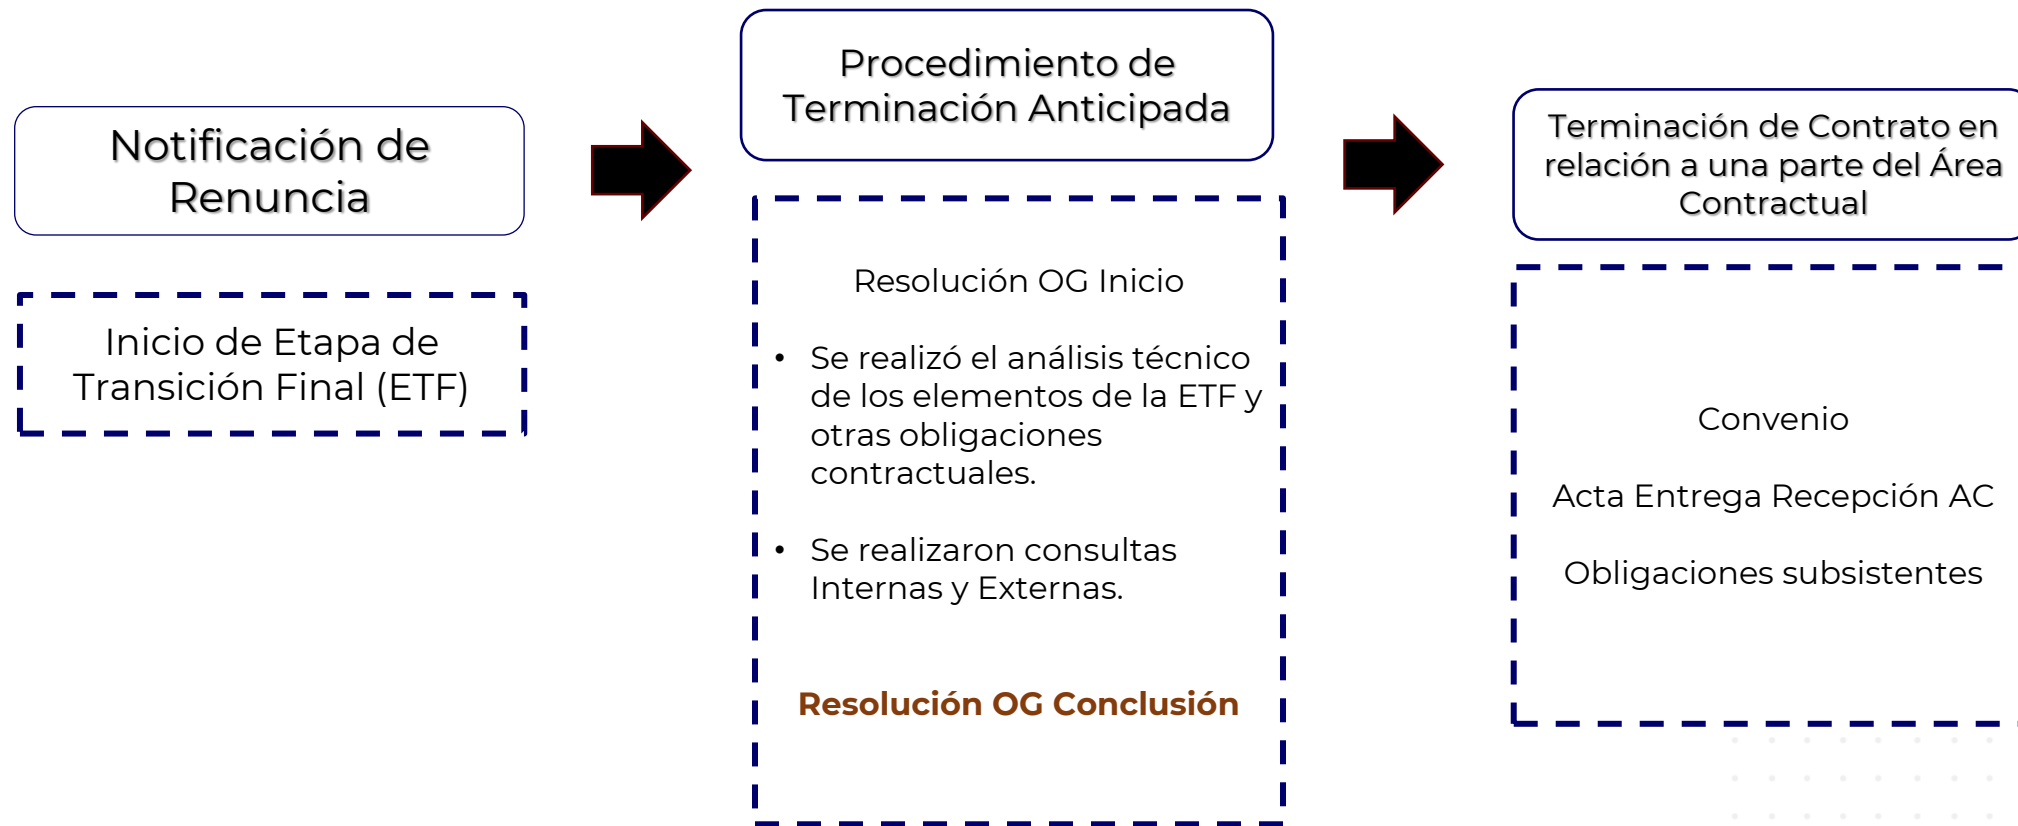 Notificación de
Renuncia
Inicio de Etapa de
Transición Final (ETF)
Procedimiento de
Terminación Anticipada
Resolución OG Inicio
• Se realizó el análisis técnico
de los elementos de la ETF y
otras obligaciones
contractuales.
• Se realizaron consultas
Internas y Externas.
Resolución OG Conclusión
Terminación de Contrato en
relación a una parte del Área
Contractual
Convenio
Acta Entrega Recepción AC
Obligaciones subsistentes